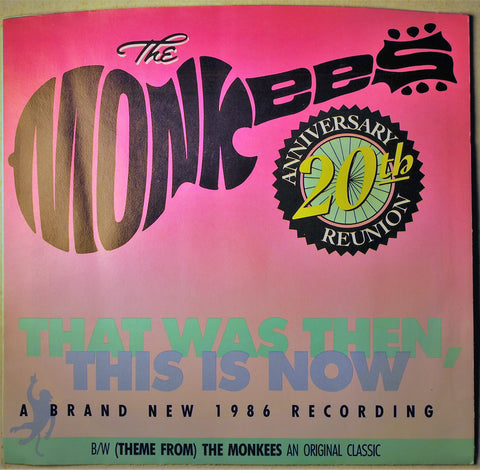 The
MONKEES
ANNIVERSARY
20th
REUNION
THAT WAS THEN,
THIS IS NOW
A BRAND NEW 1986 RECORDING
B/W (THEME FROM) THE MONKEES AN ORIGINAL CLASSIC